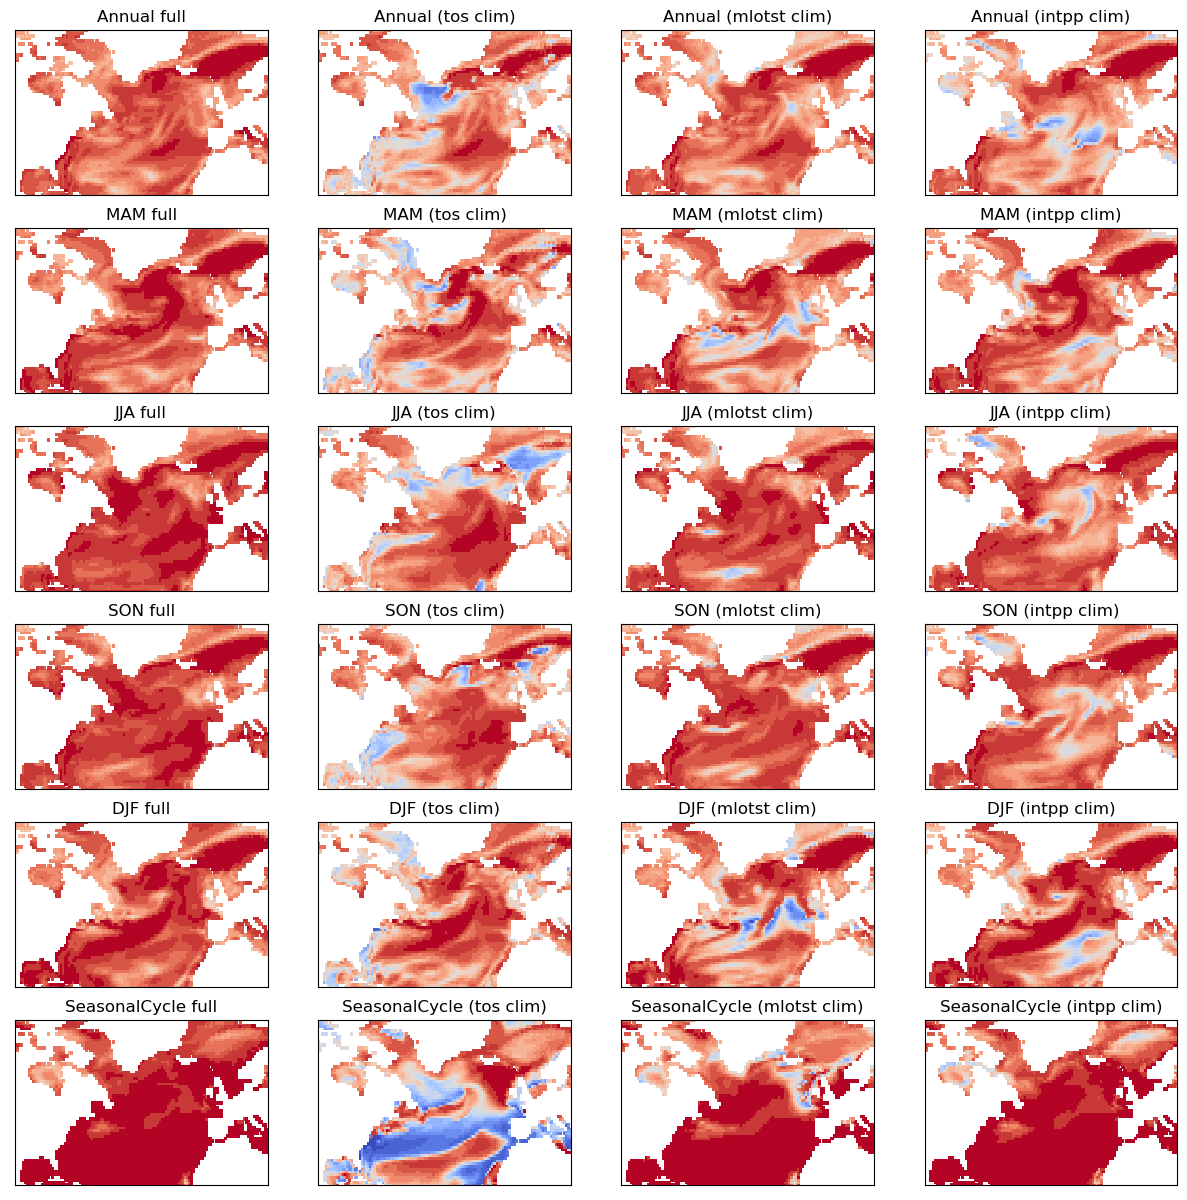 Annual full
Annual (tos clim)
Annual (mlotst clim)
Annual (intpp clim)
MAM full
MAM (tos clim)
MAM (mlotst clim)
MAM (intpp clim)
JJA full
JJA (tos clim)
JJA (mlotst clim)
JJA (intpp clim)
SON full
SON (tos clim)
SON (mlotst clim)
SON (intpp clim)
DJF full
DJF (tos clim)
DJF (mlotst clim)
DJF (intpp clim)
SeasonalCycle full
SeasonalCycle (tos clim)
SeasonalCycle (mlotst clim)
SeasonalCycle (intpp clim)